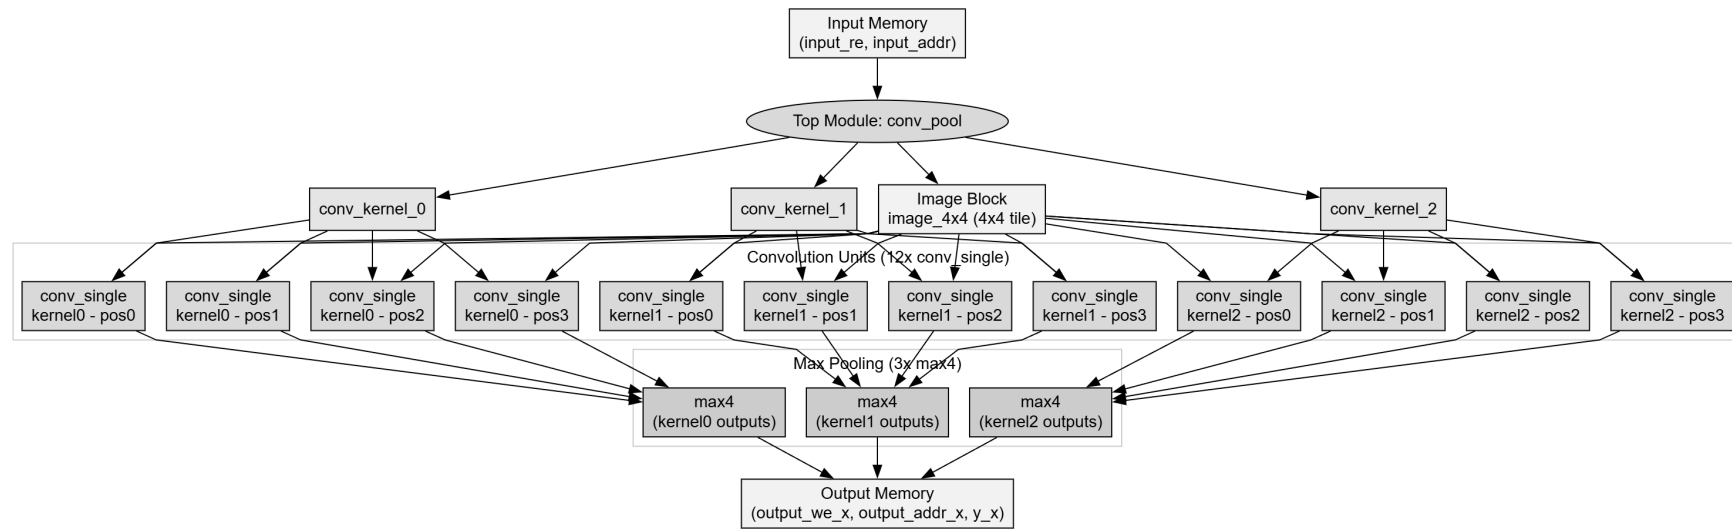 Input Memory
(input_re, input_addr)
Top Module: conv_pool
conv_kernel_0
conv_kernel_1
Image Block
image_4x4 (4x4 tile)
conv_kernel_2
Convolution Units (12x conv_single)
conv_single
kernel0 - pos0
conv_single
kernel0 - pos1
conv_single
kernel0 - pos2
conv_single
kernel0 - pos3
conv_single
kernel1 - pos0
conv_single
kernel1 - pos1
conv_single
kernel1 - pos2
conv_single
kernel1 - pos3
conv_single
kernel2 - pos0
conv_single
kernel2 - pos1
conv_single
kernel2 - pos2
conv_single
kernel2 - pos3
Max Pooling (3x max4)
max4
(kernel0 outputs)
max4
(kernel1 outputs)
max4
(kernel2 outputs)
Output Memory
(output_we_x, output_addr_x, y_x)